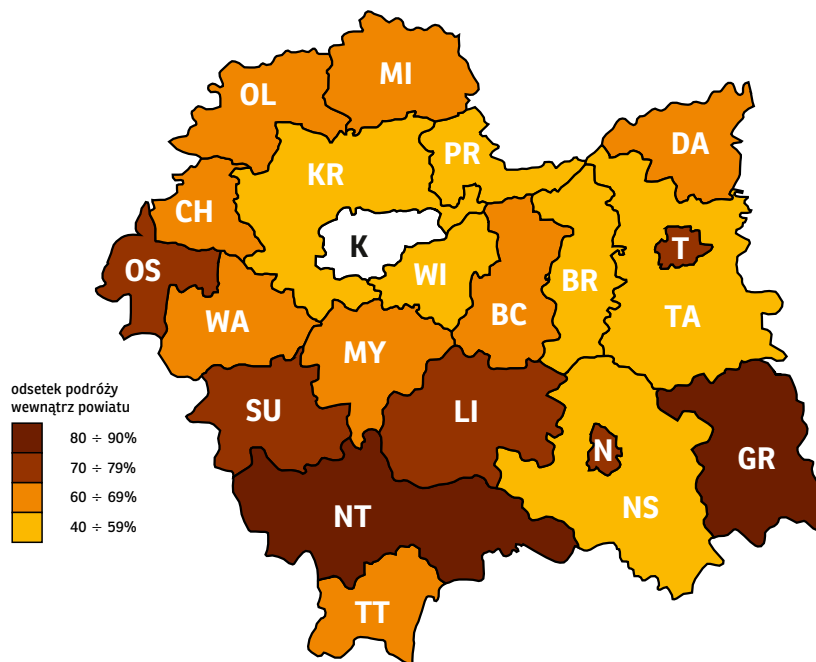 MI
OL
DA
PR
KR
CH
K
T
OS
WI
BR
WA
BC
TA
MY
odsetek podróży
wewnątrz powiatu
SU
LI
80 ÷ 90%
N
GR
70 ÷ 79%
60 ÷ 69%
NT
NS
40 ÷ 59%
TT